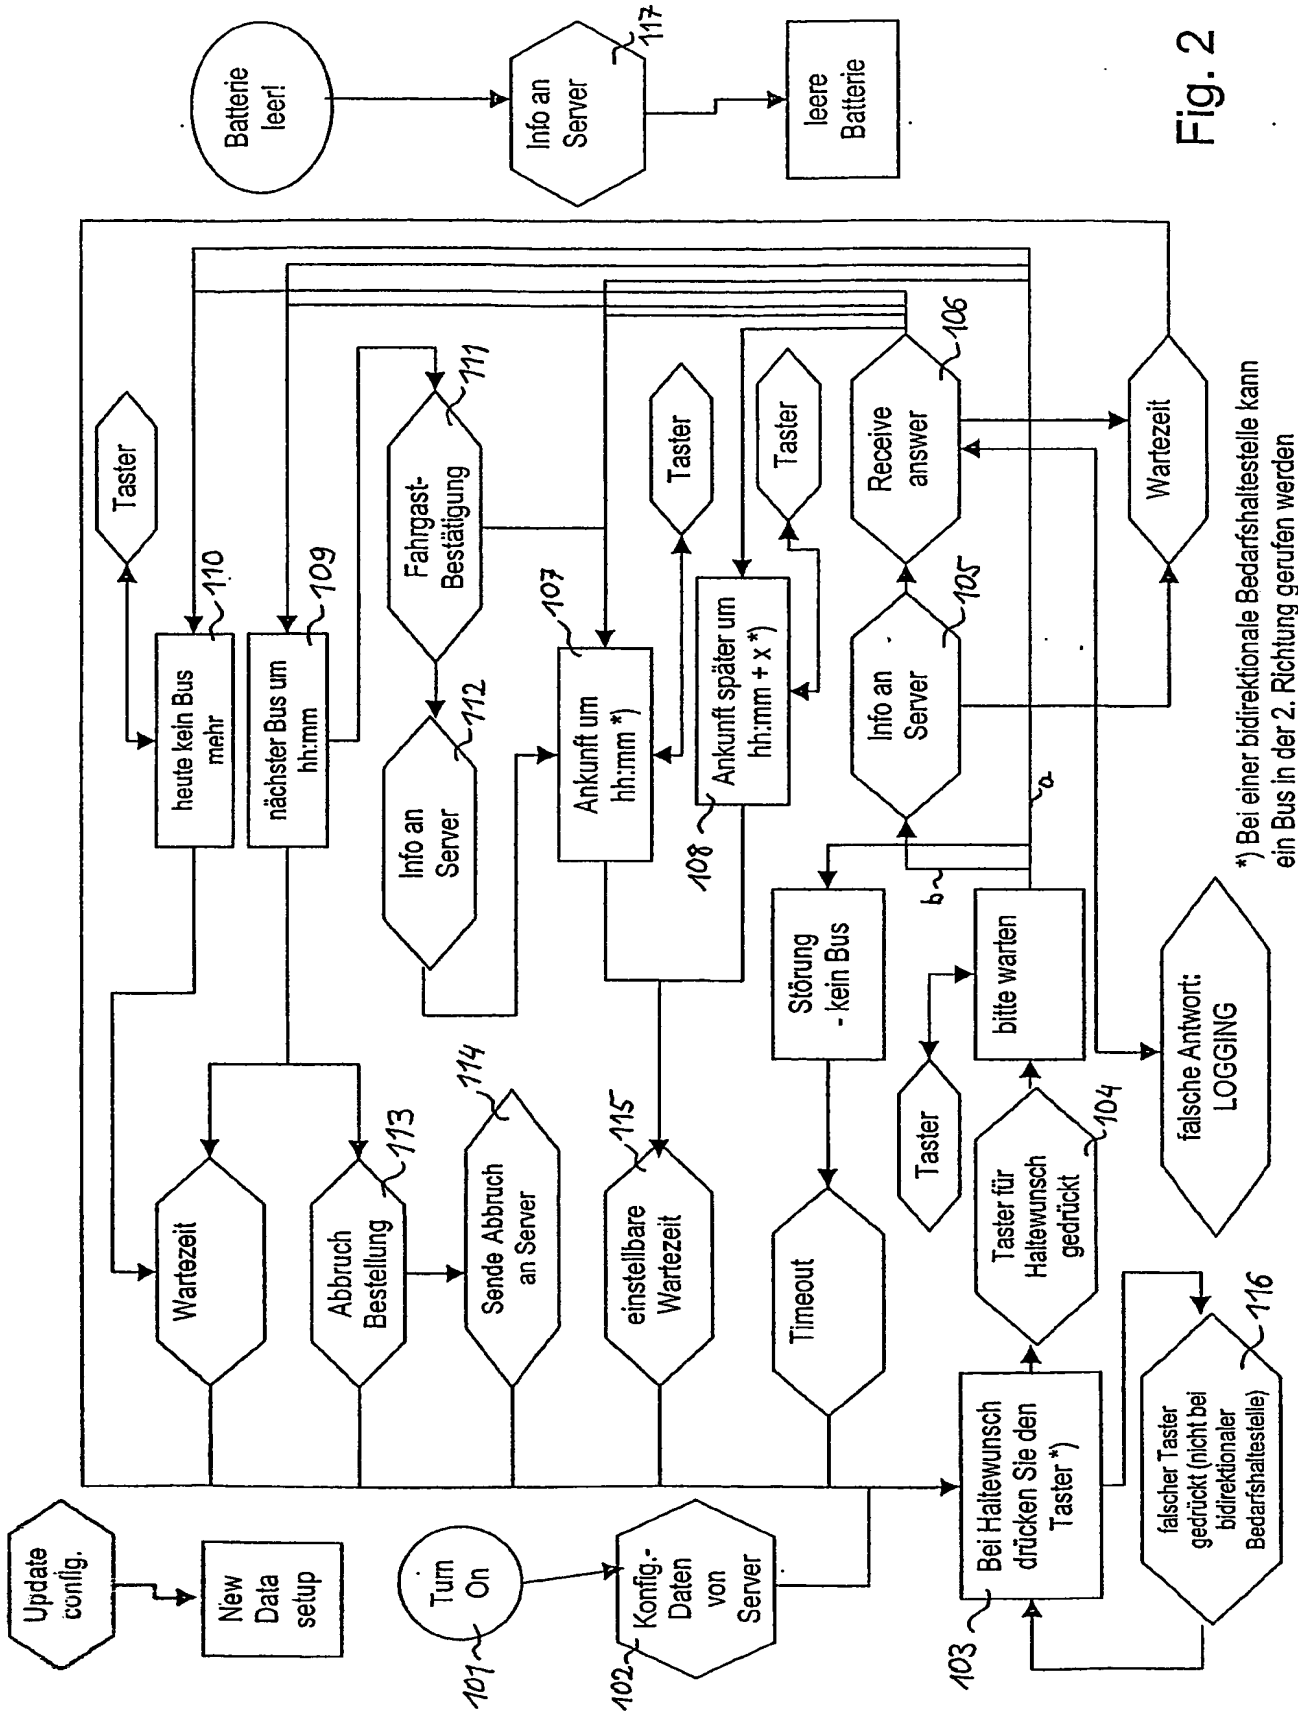 Update
config.
New
Data
setup
101
Turn
On
102
Konfig.-
Daten
von
Server
103
Bei Haltewunsch
drücken Sie den
Taster *)
falscher Taster
gedrückt (nicht bei
bidirektionaler
Bedarfshaltestelle)
116
Wartezeit
Abbruch
Bestellung
113
Sende Abbruch
an Server
114
einstellbare
Wartezeit
115
Timeout
Taster
Taster für
Haltewunsch
gedrückt
104
bitte warten
Störung
- kein Bus
falsche Antwort:
LOGGING
heute kein Bus
mehr
110
nächster Bus um
hh:mm
109
Info an
Server
112
Ankunft um
hh:mm *)
107
Ankunft später um
hh:mm + x *)
108
Info an
Server
105
a
b
Taster
Fahrgast-
Bestätigung
111
Taster
Taster
Receive
answer
106
Wartezeit
Batterie
leer!
Info an
Server
117
leere
Batterie
*) Bei einer bidirektionale Bedarfshaltestelle kann
ein Bus in der 2. Richtung gerufen werden
Fig. 2